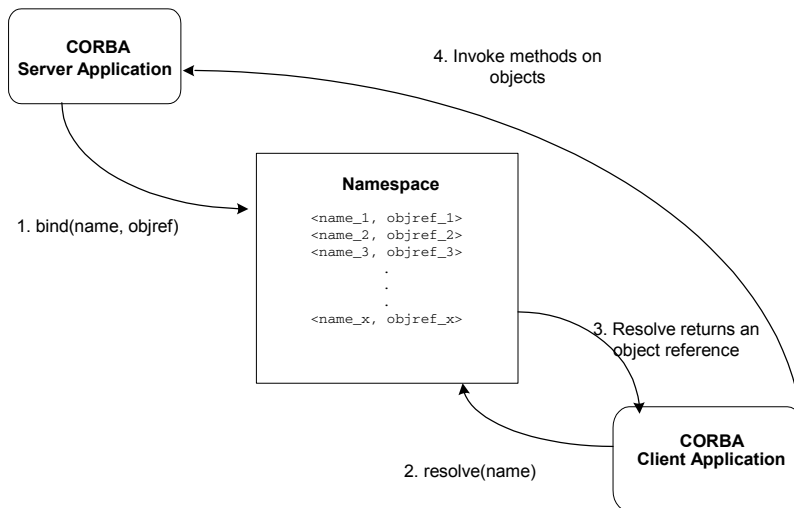 CORBA
Server Application
4. Invoke methods on
objects
Namespace
<name_1, objref_1>
<name_2, objref_2>
<name_3, objref_3>
.
.
.
<name_x, objref_x>
1. bind(name, objref)
3. Resolve returns an
object reference
2. resolve(name)
CORBA
Client Application